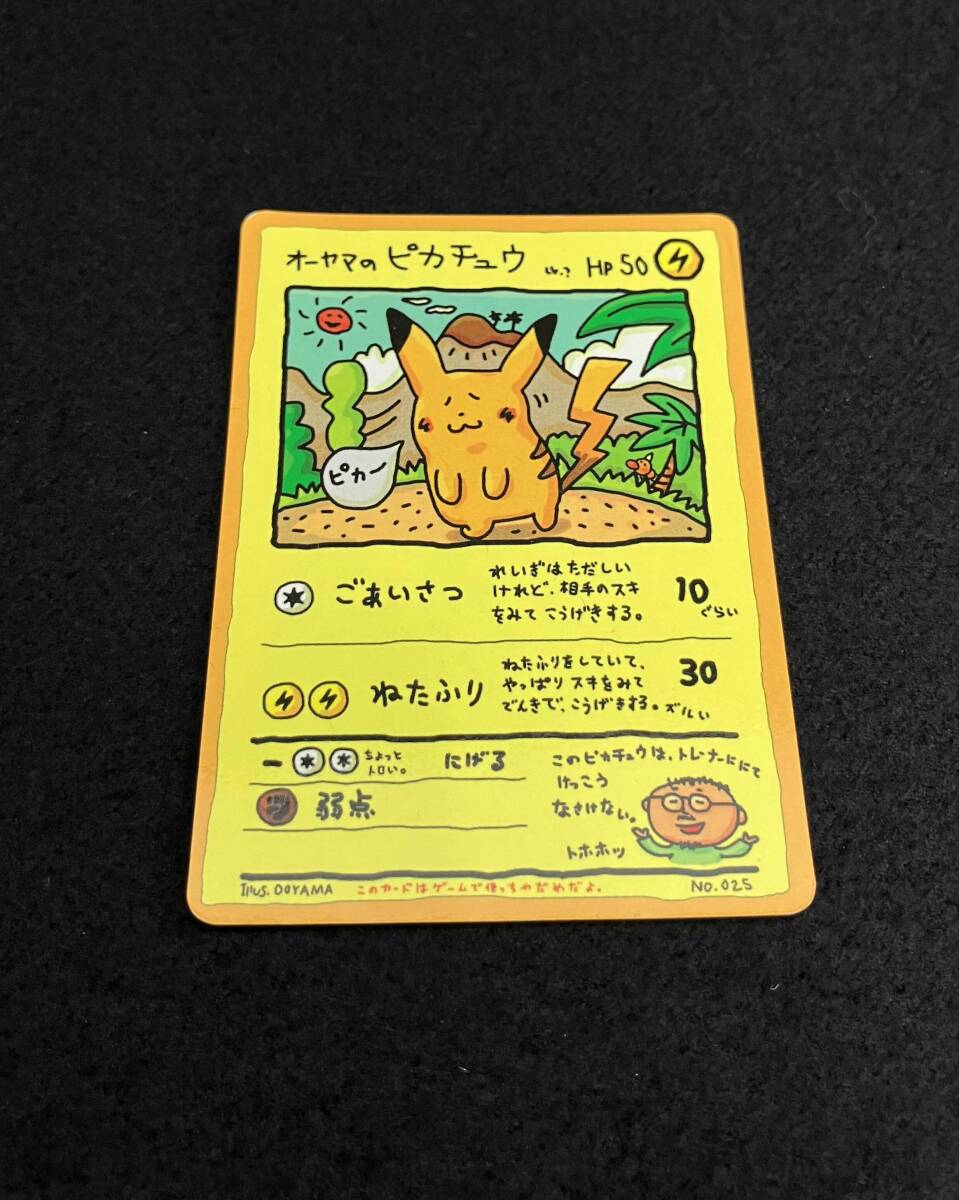 オーヤマのピカチュウ Lv.? HP 50
ピカー
ごあいさつ
れいぎはただしい
けれど、相手のスキ
をみてこうげきする。
10
ぐらい
ねたふり
ねたふりをしていて、
やっぱりスキをみて
でんきで、こうげきする。ズルい
30
ちょっと
トロい。
にげる
弱点
このピカチュウは、トレーナーににて
けっこう
なさけない。
トホホッ
Illus. OOYAMA
このカードはゲームで使っちゃだめだよ。
NO. 025